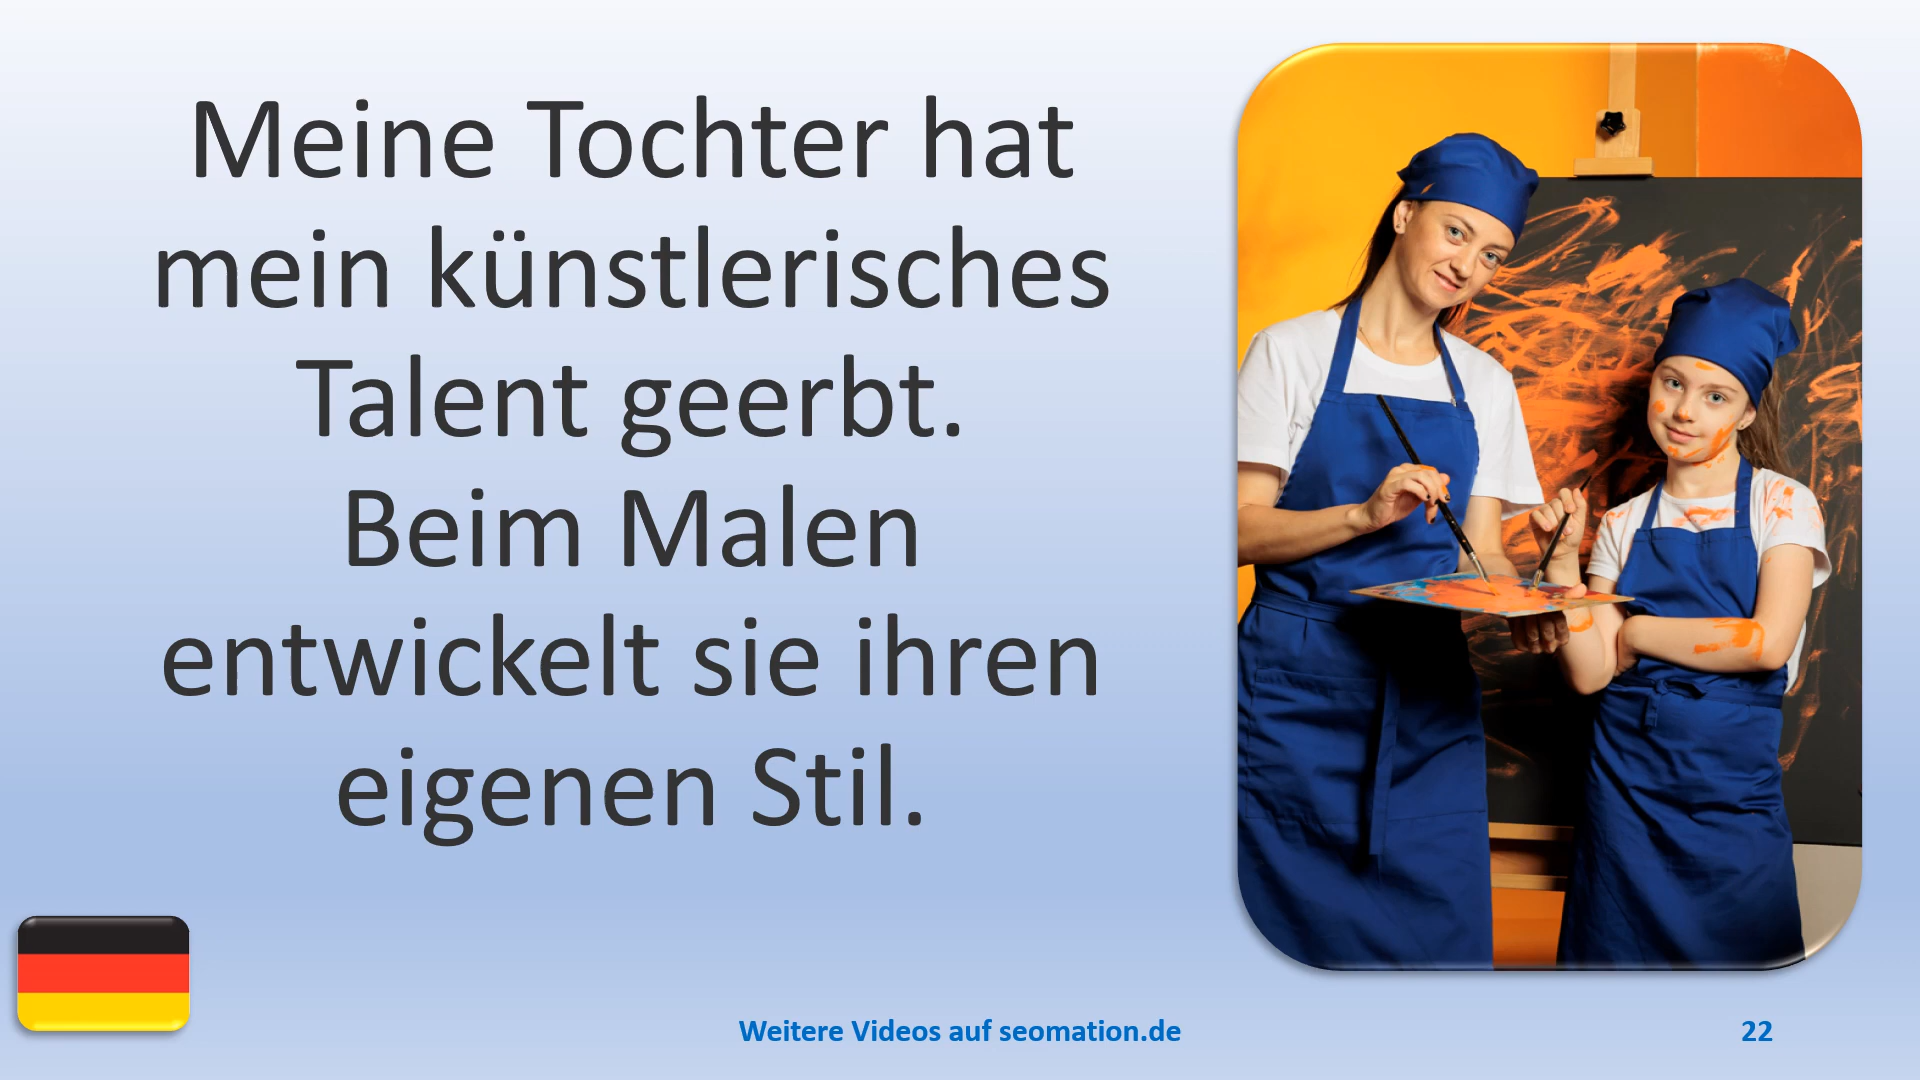 Meine Tochter hat
mein künstlerisches
Talent geerbt.
Beim Malen
entwickelt sie ihren
eigenen Stil.
Weitere Videos auf seomation.de
22